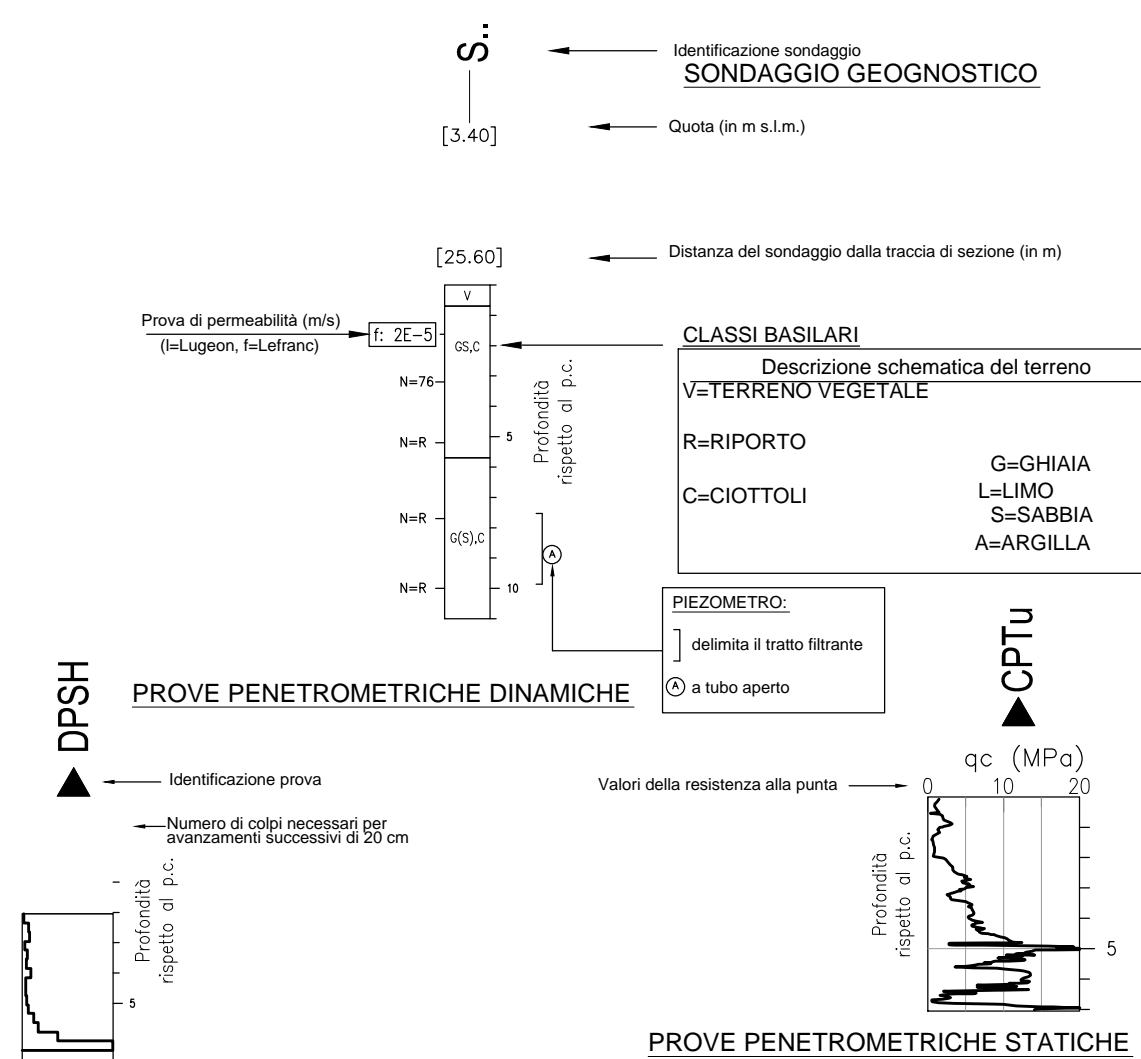 S..
Identificazione sondaggio
SONDAGGIO GEOGNOSTICO
[3.40]
Quota (in m s.l.m.)
[25.60]
Distanza del sondaggio dalla traccia di sezione (in m)
V
Prova di permeabilità (m/s)
(l=Lugeon, f=Lefranc)
f: 2E-5
GS,C
N=76
N=R
5
N=R
G(S),C
N=R
10
Profondità
rispetto al p.c.
A
CLASSI BASILARI
Descrizione schematica del terreno
V=TERRENO VEGETALE
R=RIPORTO
G=GHIAIA
C=CIOTTOLI
L=LIMO
S=SABBIA
A=ARGILLA
PIEZOMETRO:
] delimita il tratto filtrante
A a tubo aperto
DPSH
PROVE PENETROMETRICHE DINAMICHE
Identificazione prova
Numero di colpi necessari per
avanzamenti successivi di 20 cm
Profondità
rispetto al p.c.
5
CPTu
qc (MPa)
Valori della resistenza alla punta
0 10 20
Profondità
rispetto al p.c.
5
PROVE PENETROMETRICHE STATICHE